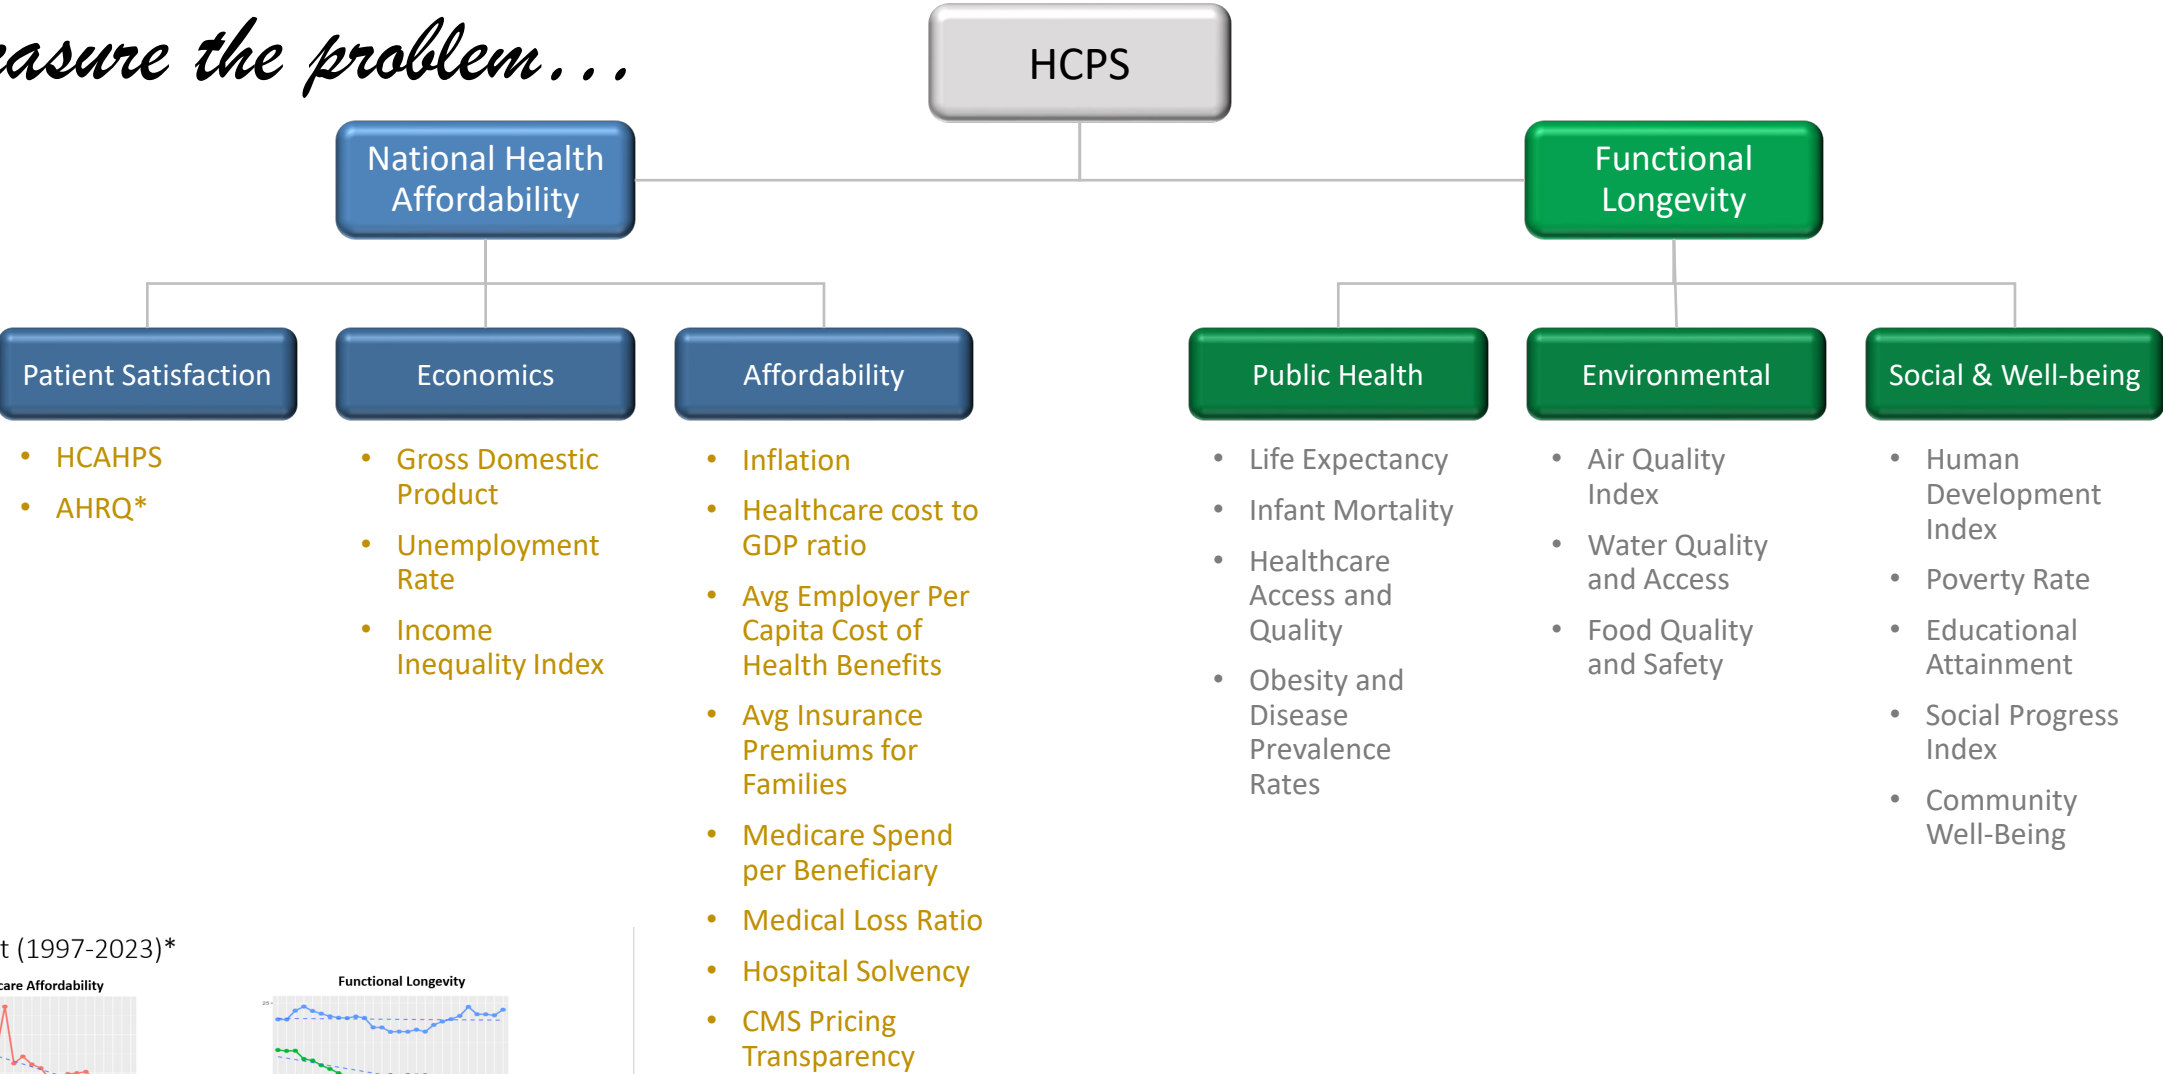 the problem...
HCPS
National Health
Affordability
Functional
Longevity
Patient Satisfaction
Economics
Affordability
Public Health
Environmental
Social & Well-being
• HCAHPS
• AHRQ*
• Gross Domestic
Product
• Unemployment
Rate
• Income
Inequality Index
• Inflation
• Healthcare cost to
GDP ratio
• Avg Employer Per
Capita Cost of
Health Benefits
• Avg Insurance
Premiums for
Families
• Medicare Spend
per Beneficiary
• Medical Loss Ratio
• Hospital Solvency
• CMS Pricing
Transparency
• Life Expectancy
• Infant Mortality
• Healthcare
Access and
Quality
• Obesity and
Disease
Prevalence
Rates
• Air Quality
Index
• Water Quality
and Access
• Food Quality
and Safety
• Human
Development
Index
• Poverty Rate
• Educational
Attainment
• Social Progress
Index
• Community
Well-Being
(1997-2023)*
Affordability
Functional Longevity
25